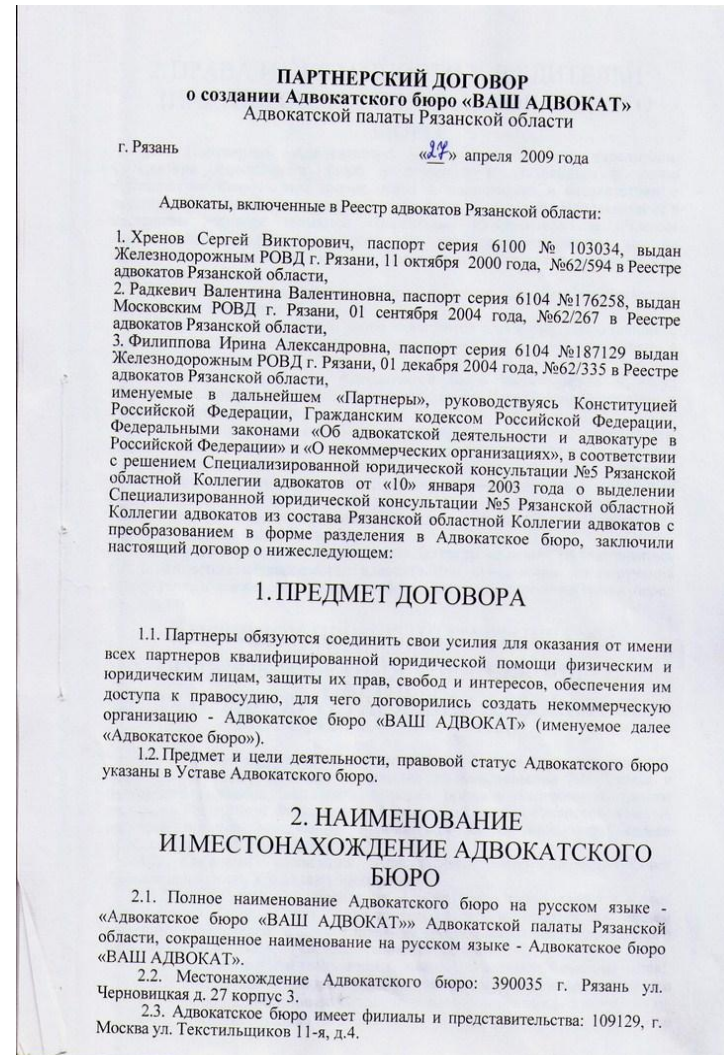 ПАРТНЕРСКИЙ ДОГОВОР
о создании Адвокатского бюро «ВАШ АДВОКАТ»
Адвокатской палаты Рязанской области
г. Рязань «27» апреля 2009 года
Адвокаты, включенные в Реестр адвокатов Рязанской области:
1. Хренов Сергей Викторович, паспорт серия 6100 № 103034, выдан
Железнодорожным РОВД г. Рязани, 11 октября 2000 года, №62/594 в Реестре
адвокатов Рязанской области,
2. Радкевич Валентина Валентиновна, паспорт серия 6104 №176258, выдан
Московским РОВД г. Рязани, 01 сентября 2004 года, №62/267 в Реестре
адвокатов Рязанской области,
3. Филиппова Ирина Александровна, паспорт серия 6104 №187129 выдан
Железнодорожным РОВД г. Рязани, 01 декабря 2004 года, №62/335 в Реестре
адвокатов Рязанской области,
именуемые в дальнейшем «Партнеры», руководствуясь Конституцией
Российской Федерации, Гражданским кодексом Российской Федерации,
Федеральными законами «Об адвокатской деятельности и адвокатуре в
Российской Федерации» и «О некоммерческих организациях», в соответствии
с решением Специализированной юридической консультации №5 Рязанской
областной Коллегии адвокатов от «10» января 2003 года о выделении
Специализированной юридической консультации №5 Рязанской областной
Коллегии адвокатов из состава Рязанской областной Коллегии адвокатов с
преобразованием в форме разделения в Адвокатское бюро, заключили
настоящий договор о нижеследующем:
1. ПРЕДМЕТ ДОГОВОРА
1.1. Партнеры обязуются соединить свои усилия для оказания от имени
всех партнеров квалифицированной юридической помощи физическим и
юридическим лицам, защиты их прав, свобод и интересов, обеспечения им
доступа к правосудию, для чего договорились создать некоммерческую
организацию - Адвокатское бюро «ВАШ АДВОКАТ» (именуемое далее
«Адвокатское бюро»).
1.2. Предмет и цели деятельности, правовой статус Адвокатского бюро
указаны в Уставе Адвокатского бюро.
2. НАИМЕНОВАНИЕ
И1МЕСТОНАХОЖДЕНИЕ АДВОКАТСКОГО
БЮРО
2.1. Полное наименование Адвокатского бюро на русском языке -
«Адвокатское бюро «ВАШ АДВОКАТ»» Адвокатской палаты Рязанской
области, сокращенное наименование на русском языке - Адвокатское бюро
«ВАШ АДВОКАТ».
2.2. Местонахождение Адвокатского бюро: 390035 г. Рязань ул.
Черновицкая д. 27 корпус 3.
2.3. Адвокатское бюро имеет филиалы и представительства: 109129, г.
Москва ул. Текстильщиков 11-я, д.4.